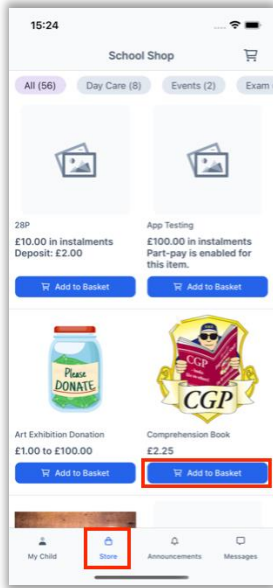 15:24
School Shop
All (56) Day Care (8) Events (2) Exam
28P
£10.00 in instalments
Deposit: £2.00
Add to Basket
App Testing
£100.00 in instalments
Part-pay is enabled for
this item.
Add to Basket
Please
DONATE
Art Exhibition Donation
£1.00 to £100.00
Add to Basket
CGP
CGP
Comprehension Book
£2.25
Add to Basket
My Child Store Announcements Messages